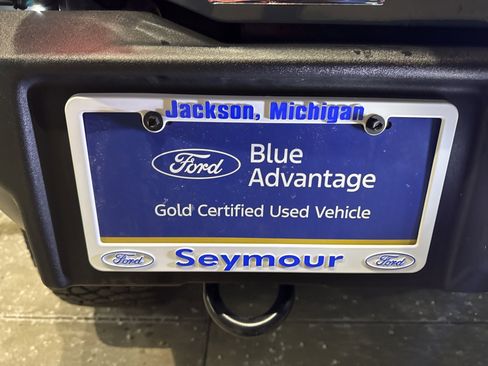 Jackson, Michigan
Ford
Blue
Advantage
Gold Certified Used Vehicle
Ford Seymour Ford